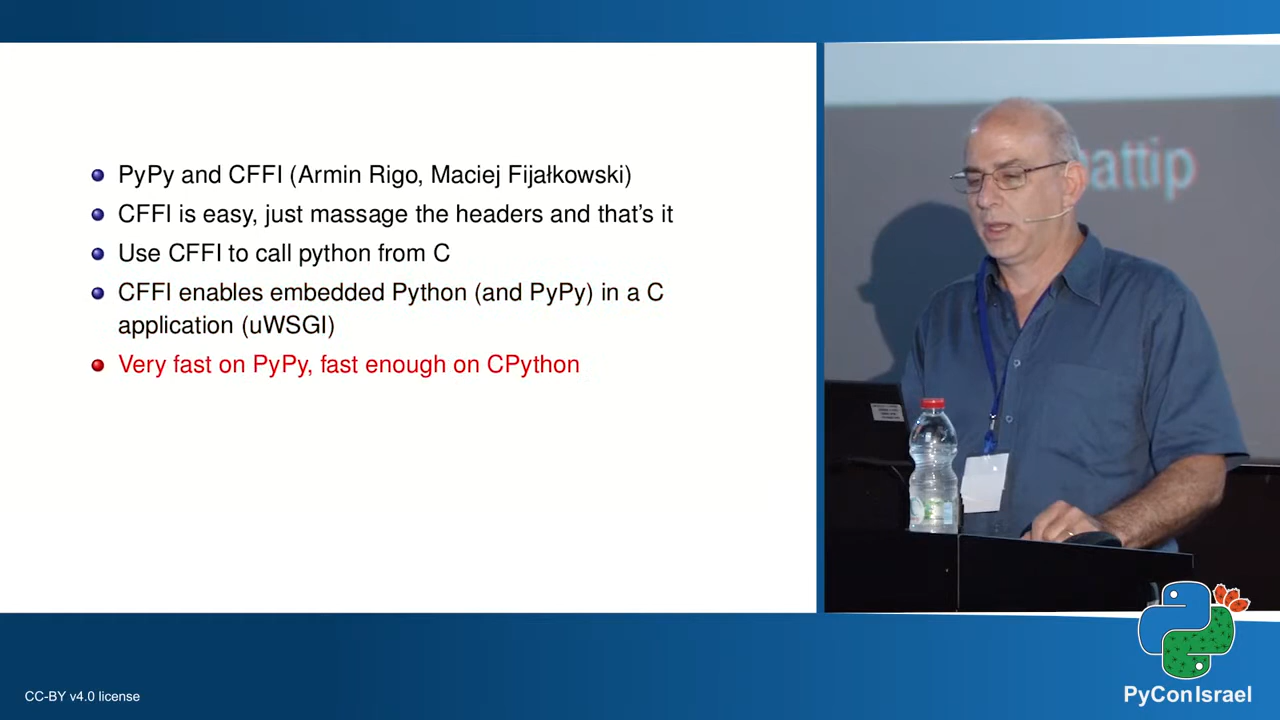 PyPy and CFFI (Armin Rigo, Maciej Fijałkowski)
CFFI is easy, just massage the headers and that's it
Use CFFI to call python from C
CFFI enables embedded Python (and PyPy) in a C
application (uWSGI)
Very fast on PyPy, fast enough on CPython
mattip
CC-BY v4.0 license
PyConIsrael